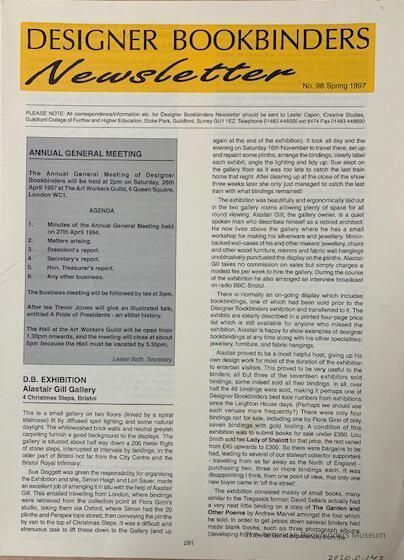 DESIGNER BOOKBINDERS
Newsletter
No. 98 Spring 1997
PLEASE NOTE: All correspondence/information etc. for Designer Bookbinders Newsletter should be sent to Lester Capon, Creative Studies,
Guildford College of Further and Higher Education, Stoke Park, Guildford, Surrey GU1 1EZ. Telephone 01483 448500 ext 8474 Fax 01483 448600
ANNUAL GENERAL MEETING
The Annual General Meeting of Designer
Bookbinders will be held at 2pm on Saturday, 26th
April 1997 at The Art Workers Guild, 6 Queen Square,
London WC1.
AGENDA
1. Minutes of the Annual General Meeting held
on 27th April 1994.
2. Matters arising.
3. President's report.
4. Secretary's report.
5. Hon. Treasurer's report.
6. Any other business.
The business meeting will be followed by tea at 3pm.
After tea Trevor Jones will give an illustrated talk,
entitled A Pride of Presidents - an elitist history.
The Hall at the Art Workers Guild will be open from
1.30pm onwards, and the meeting will close at about
5pm because the Hall must be vacated by 5.30pm.
Lester Bath, Secretary
D.B. EXHIBITION
Alastair Gill Gallery
4 Christmas Steps, Bristol
This is a small gallery on two floors (linked by a spiral
staircase) lit by diffused spot lighting and some natural
daylight. The whitewashed brick walls and neutral greyish
carpeting furnish a good background to the displays. The
gallery is situated about half way down a 200 meter flight
of stone steps, interrupted at intervals by landings, in the
older part of Bristol not far from the City Centre and the
Bristol Royal Infirmary.
Sue Doggett was given the responsibility for organising
the Exhibition and she, Simon Haigh and Lori Sauer, made
an excellent job of arranging it in situ with the help of Alastair
Gill. This entailed travelling from London, where bindings
were retrieved from the collection point at Flora Ginn's
studio, taking them via Oxford, where Simon had the 20
plinths and Perspex tops stored, then conveying the plinths
by van to the top of Christmas Steps. It was a difficult and
strenuous task to lift these down to the Gallery (and up
again at the end of the exhibition). It took all day and the
evening on Saturday 16th November to travel there, set up
and repaint some plinths, arrange the bindings, cleanly label
each exhibit, angle the lighting and tidy up. Sue slept on
the gallery floor as it was too late to catch the last train
home that night. After clearing up at the close of the show
three weeks later she only just managed to catch the last
train with what bindings remained!
The exhibition was beautifully and ergonomically laid out
in the two gallery rooms allowing plenty of space for all
round viewing. Alastair Gill, the gallery owner, is a quiet
spoken man who describes himself as a retired architect.
He now lives above the gallery where he has a small
workshop for making his silverware and jewellery. Mirror-
backed wall-cases of his and other makers' jewellery, chairs
and other wood furniture, mirrors and fabric wall hangings
unobtrusively punctuated the display on the plinths. Alastair
Gill takes no commission on sales but simply charges a
modest fee per week to hire the gallery. During the course
of the exhibition he also arranged an interview broadcast
on radio BBC Bristol.
There is normally an on-going display which includes
bookbindings, one of which had been sold prior to the
Designer Bookbinders exhibition and transferred to it. The
exhibits are clearly described in a printed four-page price
list which is still available for anyone who missed the
exhibition. Alastair is happy to show examples of designer
bookbindings at any time along with his other specialities:
jewellery, furniture, and fabric hangings.
Alastair proved to be a most helpful host, giving up his
own design work for most of the duration of the exhibition
to entertain visitors. This proved to be very useful to the
binders; all but three of the seventeen exhibitors sold
bindings; some indeed sold all their bindings. In all, over
half the 49 bindings were sold, making it perhaps one of
Designer Bookbinders best sale numbers from exhibitions
since the Leighton House days. (Perhaps we should use
such venues more frequently?) There were only four
bindings not for sale, including one by Flora Ginn of only
seven bindings with gold tooling. A condition of this
exhibition was to submit books for sale under £350. Lou
Smith sold her Lady of Shalott for that price, the rest varied
from £45 upwards to £300. So there were bargains to be
had, leading to several of our stalwart collector supporters
- travelling from as far away as the North of England -
purchasing two, three or more bindings each. It was
disappointing I think, from one point of view, that only one
new buyer came in 'off the street'.
The exhibition consisted mainly of small books, many
similar to the Tregaskis format; David Sellars actually had
a very neat little binding on a copy of The Garden and
Other Poems by Andrew Marvel amongst the four which
he sold. In order to get prices down several binders had
made blank books, such as three photograph albums
291
2020.0.142